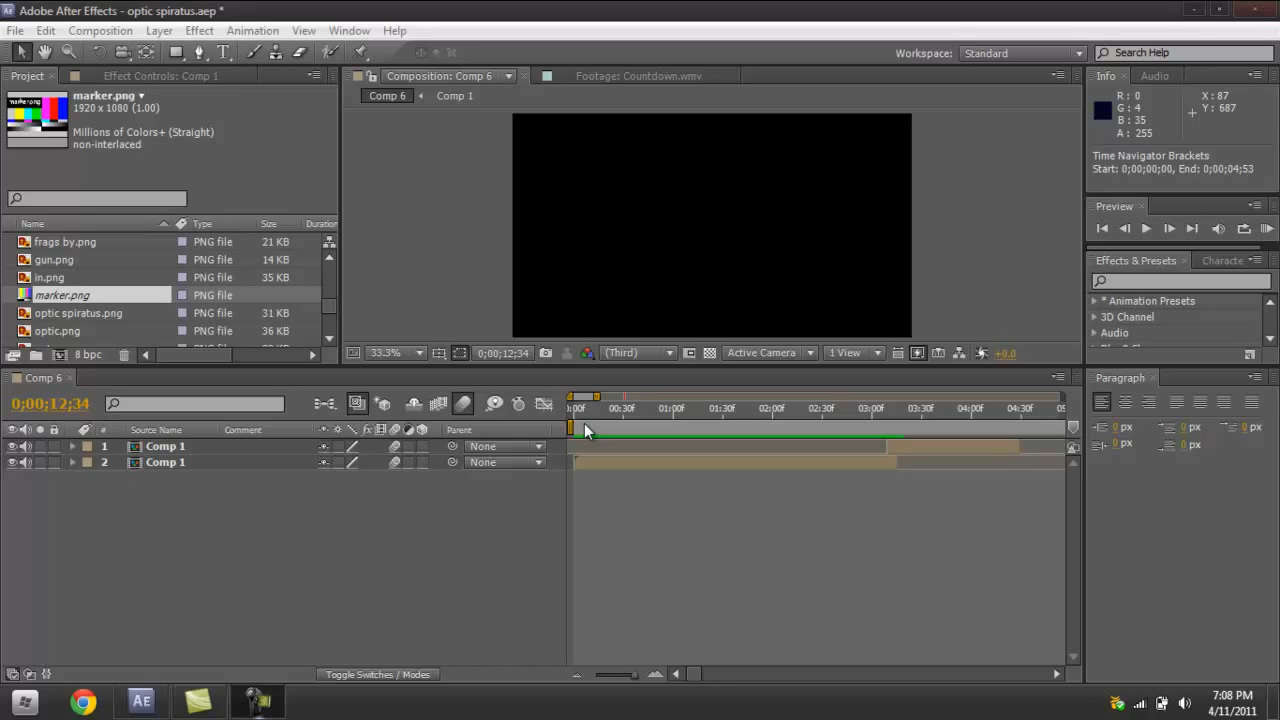 Adobe After Effects - optic spiratus.aep *
File Edit Composition Layer Effect Animation View Window Help
Workspace: Standard Search Help
Project Effect Controls: Comp 1 Composition: Comp 6 Footage: Countdown.wmv Info Audio
marker.png
1920 x 1080 (1.00)
Millions of Colors+ (Straight)
non-interlaced
Comp 6 Comp 1
R: 0 X: 87
G: 4 Y: 687
B: 35
A: 255
Time Navigator Brackets
Start: 0;00;00;00, End: 0;00;04;53
Preview
Name Type Size Duration
frags by.png PNG file 21 KB
gun.png PNG file 14 KB
in.png PNG file 35 KB
marker.png PNG file
optic spiratus.png PNG file 31 KB
optic.png PNG file 36 KB
Effects & Presets Characte
* Animation Presets
3D Channel
Audio
8 bpc
33.3% 0;00;12;34 (Third) Active Camera 1 View +0.0
Comp 6
0;00;12;34
:00f 00:30f 01:00f 01:30f 02:00f 02:30f 03:00f 03:30f 04:00f 04:30f 05
# Source Name Comment fx Parent
1 Comp 1 None
2 Comp 1 None
Paragraph
0 px 0 px
0 px 0 px
Toggle Switches / Modes
AE
7:08 PM
4/11/2011